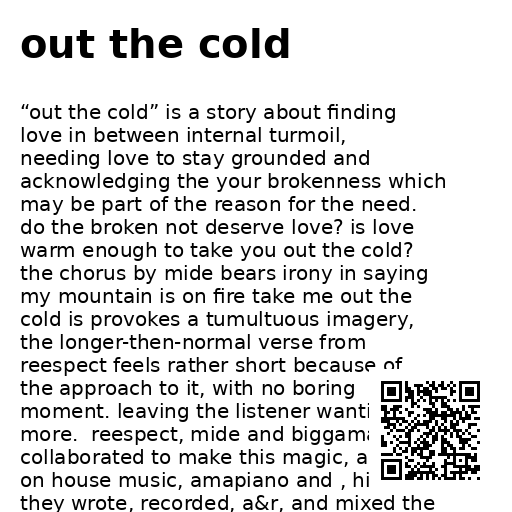 out the cold
“out the cold” is a story about finding
love in between internal turmoil,
needing love to stay grounded and
acknowledging the your brokenness which
may be part of the reason for the need.
do the broken not deserve love? is love
warm enough to take you out the cold?
the chorus by mide bears irony in saying
my mountain is on fire take me out the
cold is provokes a tumultuous imagery,
the longer-then-normal verse from
reespect feels rather short because of
the approach to it, with no boring
moment. leaving the listener
more.  reespect, mide and
collaborated to make this magic,
on house music, amapiano and ,
they wrote, recorded, a&r, and mixed the